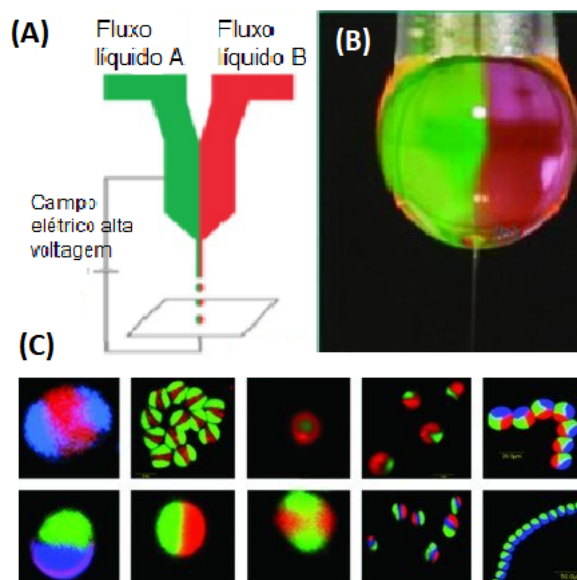 (A)
Fluxo
líquido A
Fluxo
líquido B
Campo
elétrico alta
voltagem
(B)
(C)